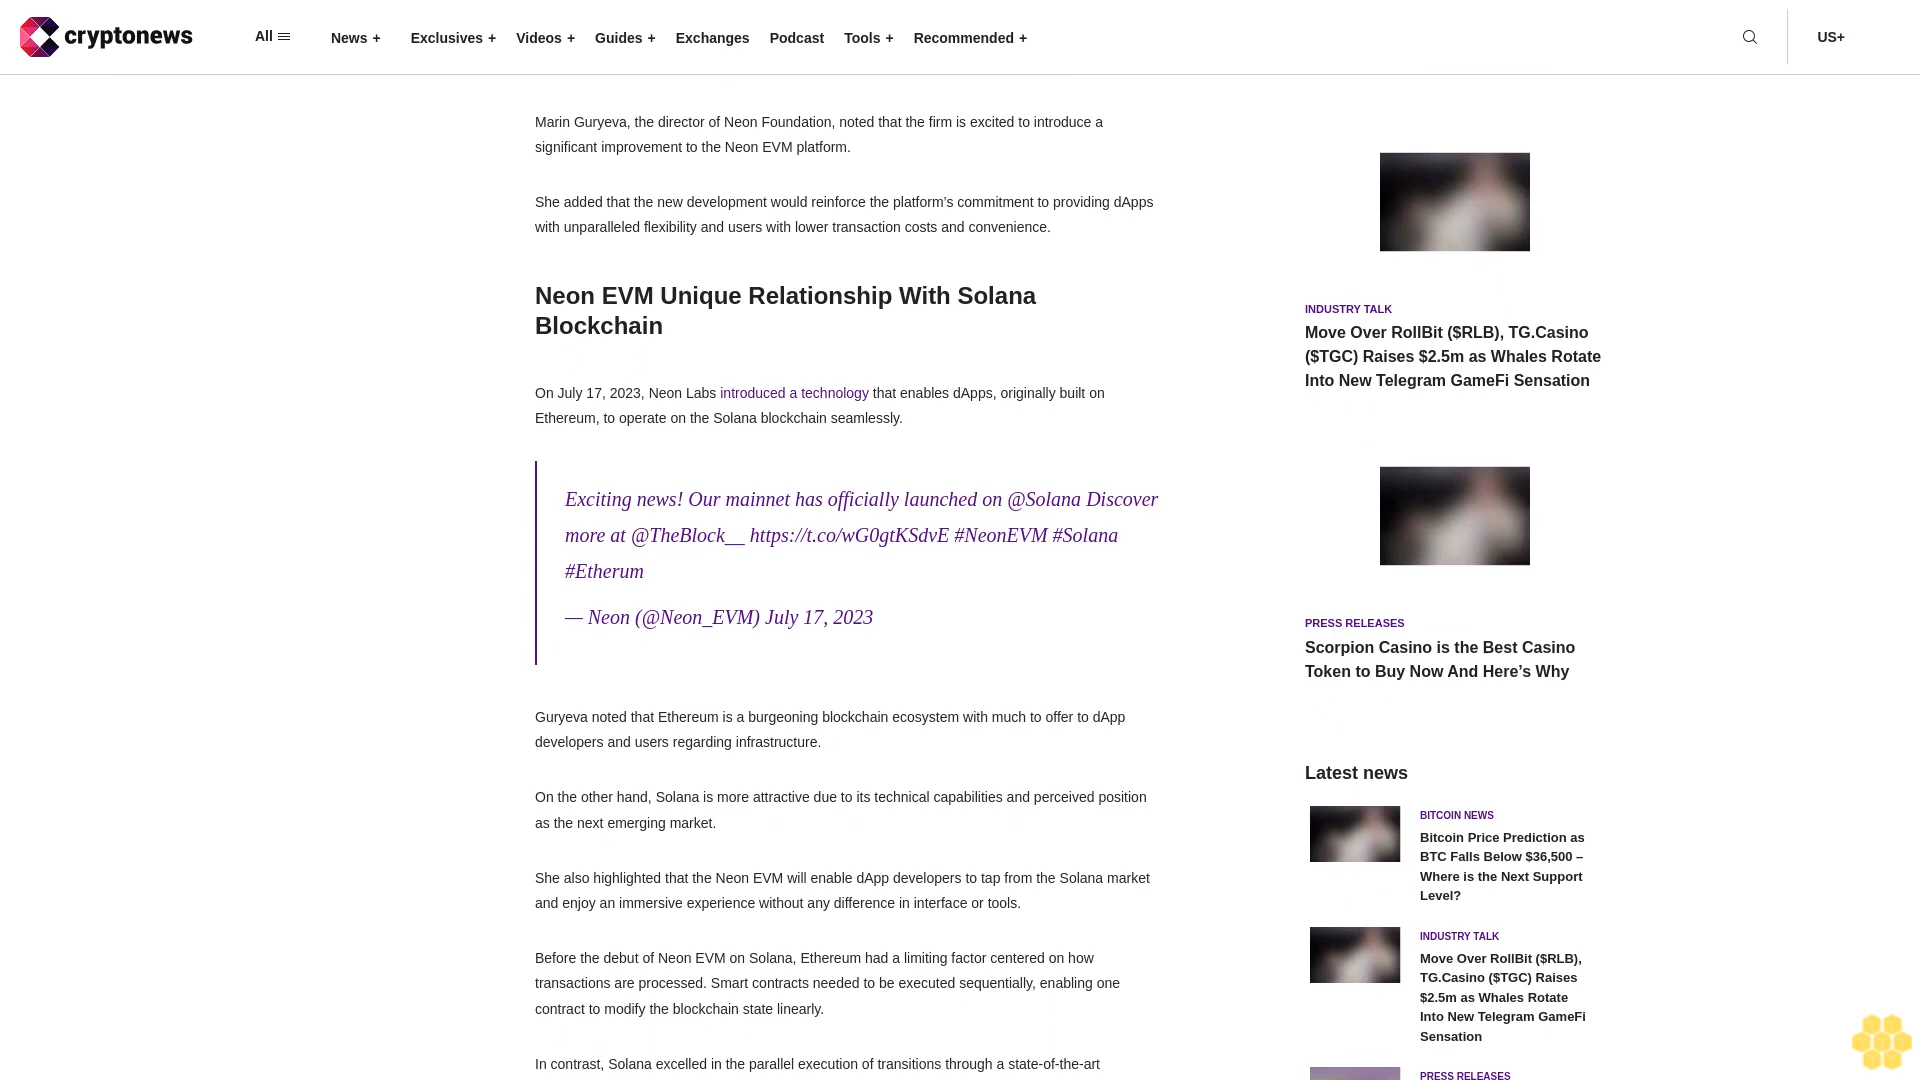 cryptonews
All
News +
Exclusives +
Videos +
Guides +
Exchanges
Podcast
Tools +
Recommended +
US+
Marin Guryeva, the director of Neon Foundation, noted that the firm is excited to introduce a
significant improvement to the Neon EVM platform.
She added that the new development would reinforce the platform’s commitment to providing dApps
with unparalleled flexibility and users with lower transaction costs and convenience.
Neon EVM Unique Relationship With Solana
Blockchain
On July 17, 2023, Neon Labs introduced a technology that enables dApps, originally built on
Ethereum, to operate on the Solana blockchain seamlessly.
Exciting news! Our mainnet has officially launched on @Solana Discover
more at @TheBlock__ https://t.co/wG0gtKSdvE #NeonEVM #Solana
#Etherum
— Neon (@Neon_EVM) July 17, 2023
Guryeva noted that Ethereum is a burgeoning blockchain ecosystem with much to offer to dApp
developers and users regarding infrastructure.
On the other hand, Solana is more attractive due to its technical capabilities and perceived position
as the next emerging market.
She also highlighted that the Neon EVM will enable dApp developers to tap from the Solana market
and enjoy an immersive experience without any difference in interface or tools.
Before the debut of Neon EVM on Solana, Ethereum had a limiting factor centered on how
transactions are processed. Smart contracts needed to be executed sequentially, enabling one
contract to modify the blockchain state linearly.
In contrast, Solana excelled in the parallel execution of transitions through a state-of-the-art
INDUSTRY TALK
Move Over RollBit ($RLB), TG.Casino
($TGC) Raises $2.5m as Whales Rotate
Into New Telegram GameFi Sensation
PRESS RELEASES
Scorpion Casino is the Best Casino
Token to Buy Now And Here’s Why
Latest news
BITCOIN NEWS
Bitcoin Price Prediction as
BTC Falls Below $36,500 –
Where is the Next Support
Level?
INDUSTRY TALK
Move Over RollBit ($RLB),
TG.Casino ($TGC) Raises
$2.5m as Whales Rotate
Into New Telegram GameFi
Sensation
PRESS RELEASES